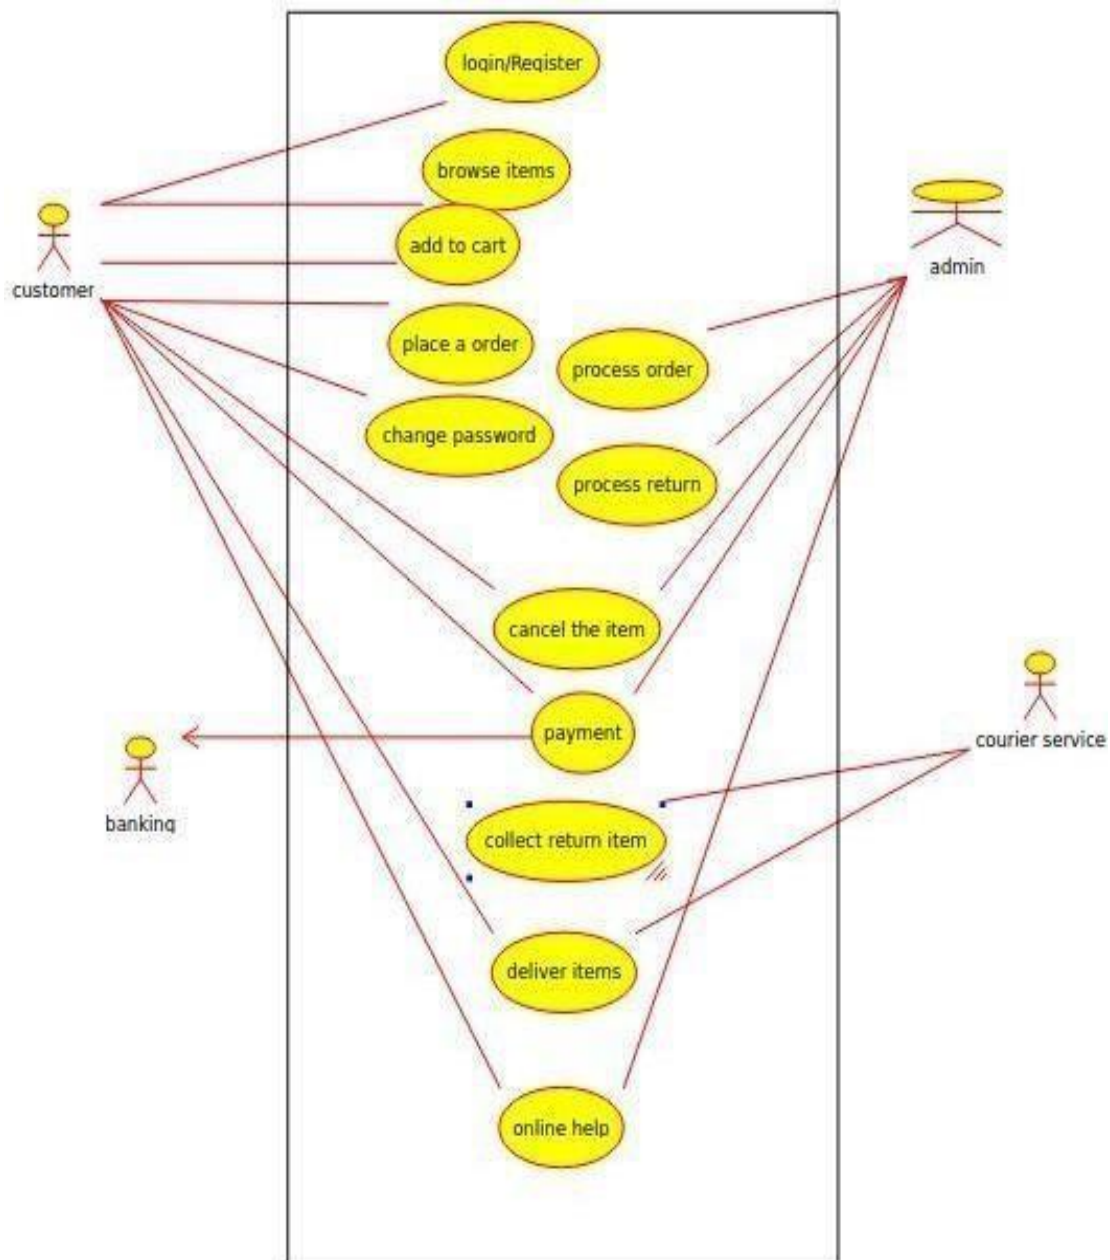 login/Register
browse items
add to cart
customer
admin
place a order
process order
change password
process return
cancel the item
payment
courier service
banking
collect return item
deliver items
online help